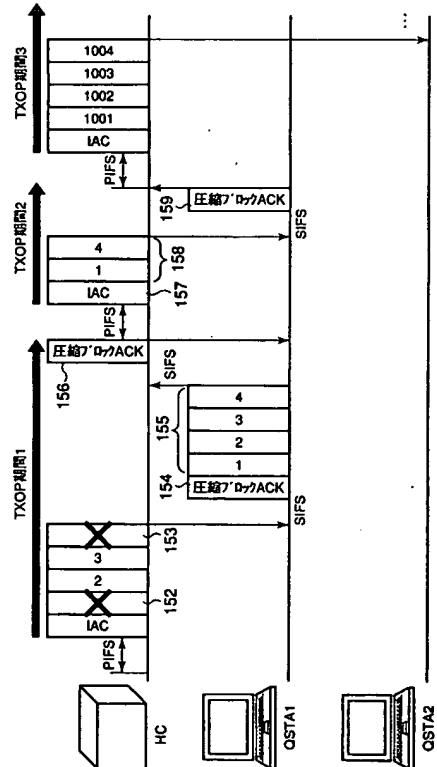 TXOP期間1
TXOP期間2
TXOP期間3
HC
PIFS
IAC
2
3
152
153
SIFS
154
圧縮ブロックACK
1
2
3
4
155
SIFS
156
圧縮ブロックACK
PIFS
IAC
1
4
157
158
SIFS
159
圧縮ブロックACK
PIFS
IAC
1001
1002
1003
1004
...
QSTA1
QSTA2